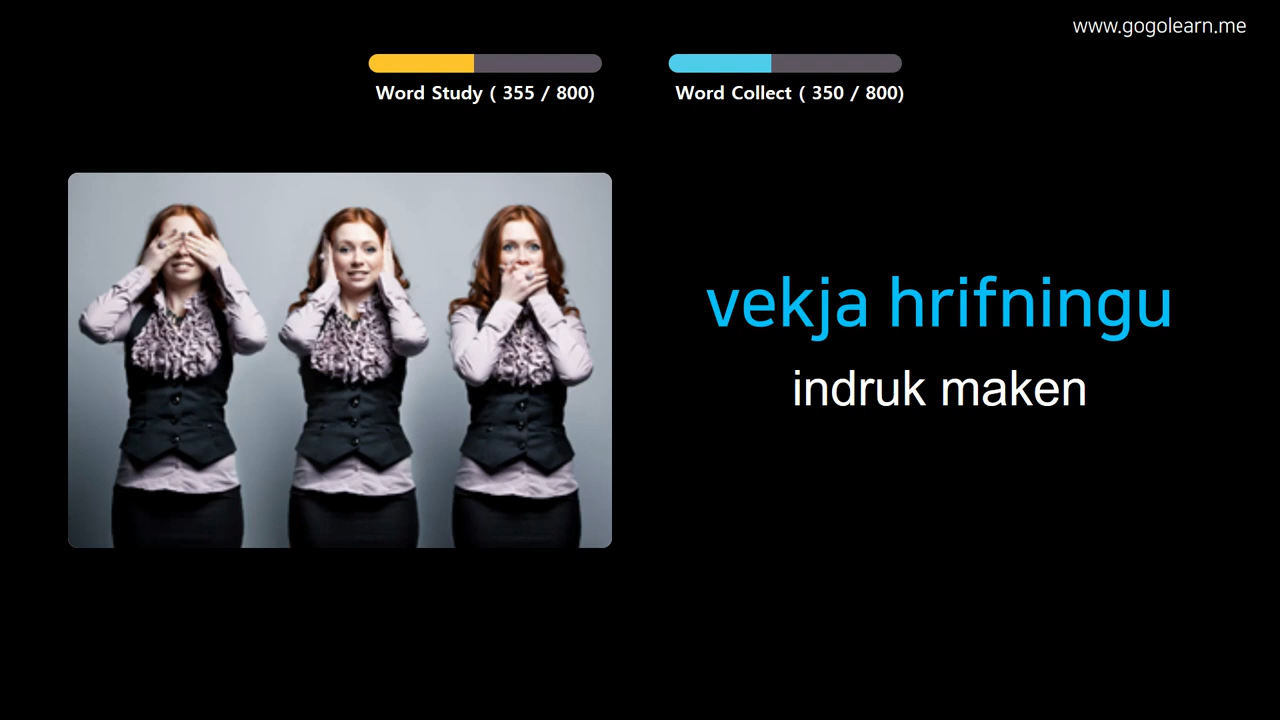 www.gogolearn.me
Word Study ( 355 / 800)
Word Collect ( 350 / 800)
vekja hrifningu
indruk maken